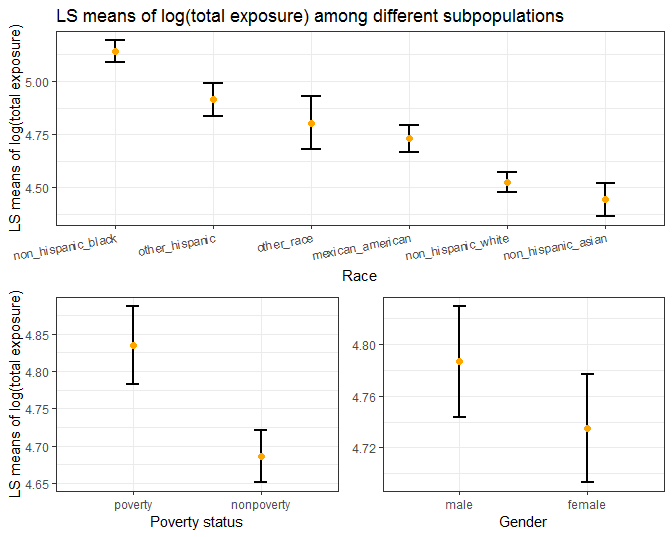 LS means of log(total exposure) among different subpopulations
LS means of log(total exposure)
5.00
4.75
4.50
non_hispanic_black
other_hispanic
other_race
mexican_american
non_hispanic_white
non_hispanic_asian
Race
LS means of log(total exposure)
4.85
4.80
4.75
4.70
4.65
poverty
nonpoverty
Poverty status
4.80
4.76
4.72
male
female
Gender